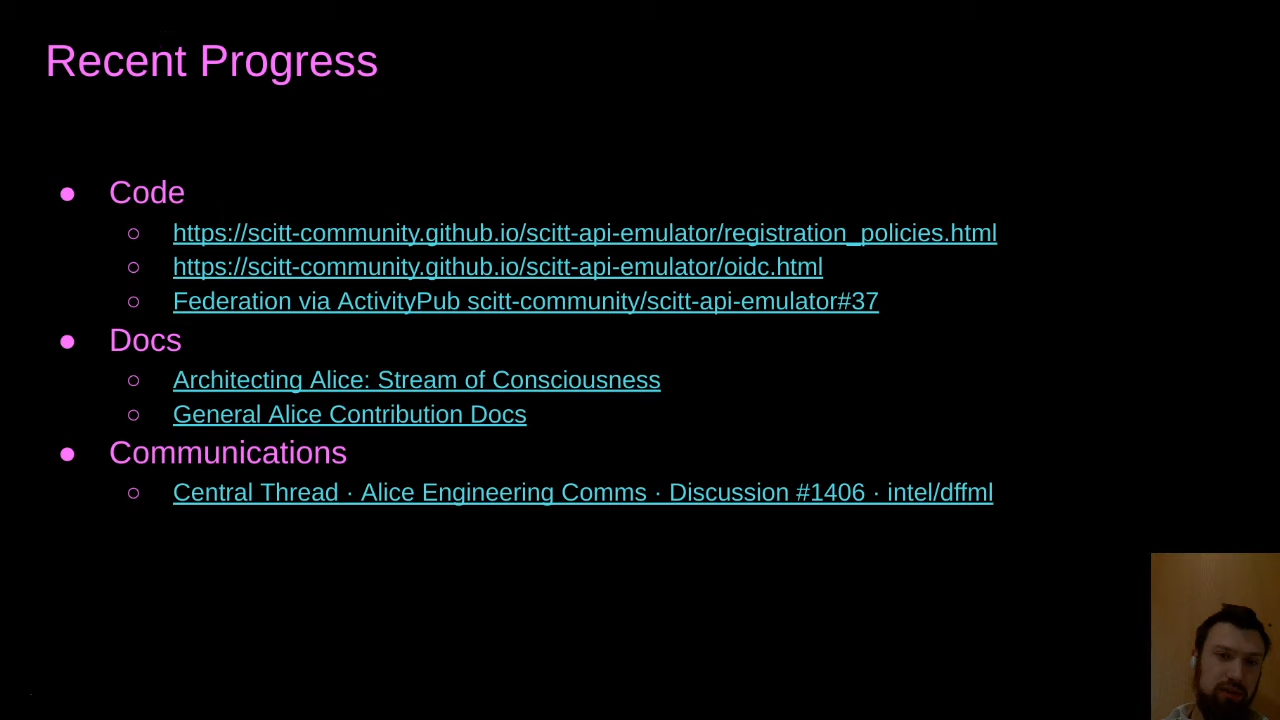 Recent Progress
● Code
○ https://scitt-community.github.io/scitt-api-emulator/registration_policies.html
○ https://scitt-community.github.io/scitt-api-emulator/oidc.html
○ Federation via ActivityPub scitt-community/scitt-api-emulator#37
● Docs
○ Architecting Alice: Stream of Consciousness
○ General Alice Contribution Docs
● Communications
○ Central Thread · Alice Engineering Comms · Discussion #1406 · intel/dffml